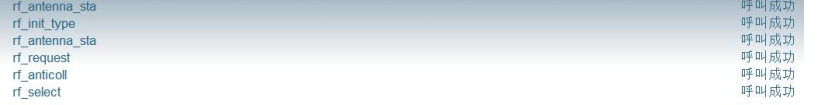 rf_antenna_sta 呼叫成功
rf_init_type 呼叫成功
rf_antenna_sta 呼叫成功
rf_request 呼叫成功
rf_anticoll 呼叫成功
rf_select 呼叫成功